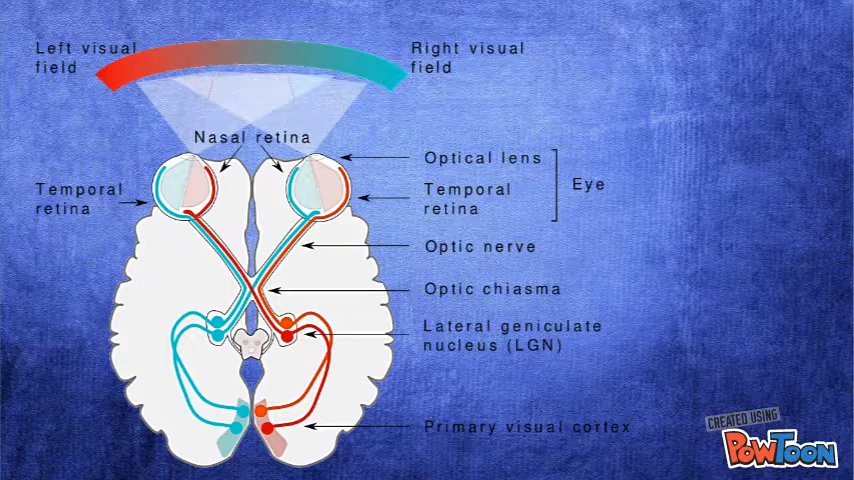 Left visual
field
Right visual
field
Nasal retina
Optical lens
Temporal
retina
Temporal
retina
Eye
Optic nerve
Optic chiasma
Lateral geniculate
nucleus (LGN)
Primary visual cortex
CREATED USING
POWTOON